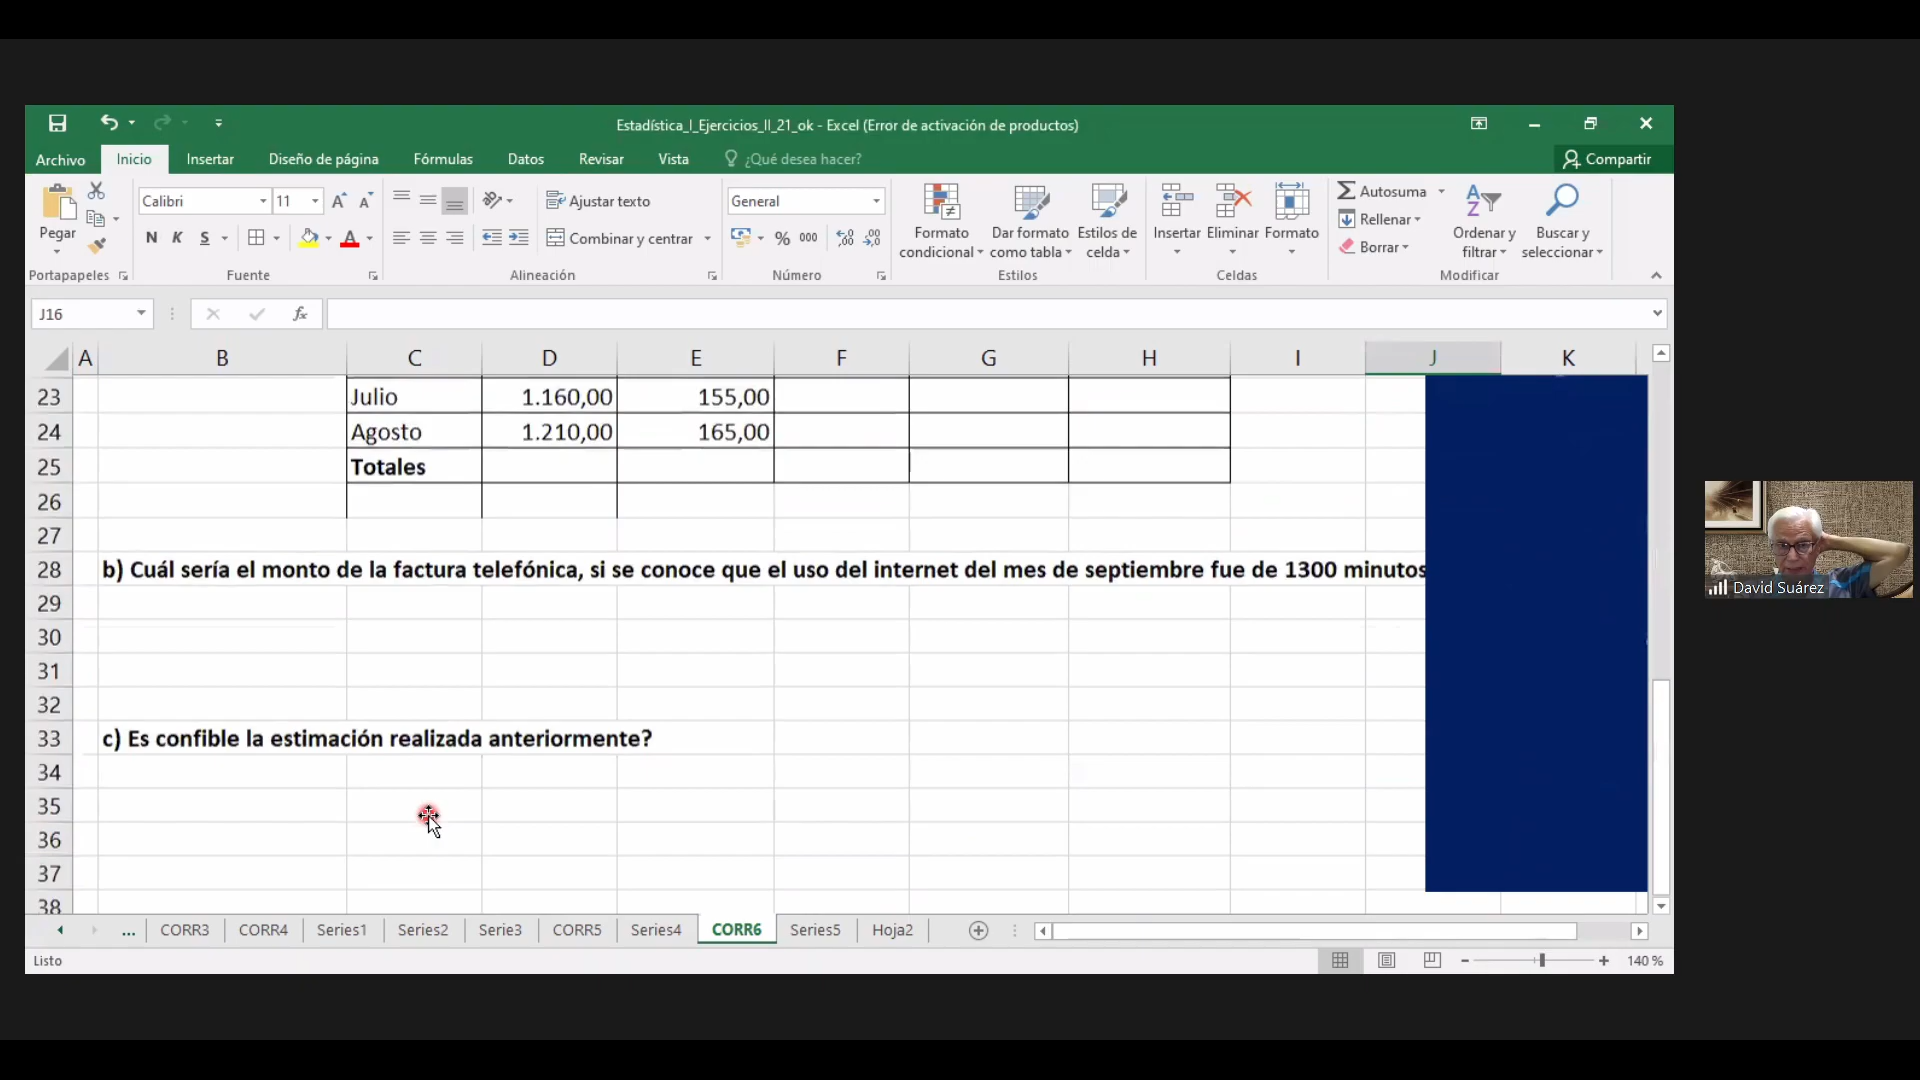 Estadística_I_Ejercicios_II_21_ok - Excel (Error de activación de productos)
Archivo Inicio Insertar Diseño de página Fórmulas Datos Revisar Vista ¿Qué desea hacer? Compartir
Pegar
Portapapeles
Calibri 11
N K S
Fuente
Ajustar texto
Combinar y centrar
Alineación
General
% 000
Número
Formato condicional
Dar formato como tabla
Estilos de celda
Estilos
Insertar Eliminar Formato
Celdas
Autosuma
Rellenar
Borrar
Ordenar y filtrar
Buscar y seleccionar
Modificar
J16 fx
A B C D E F G H I J K
23 Julio 1.160,00 155,00
24 Agosto 1.210,00 165,00
25 Totales
26
27
28 b) Cuál sería el monto de la factura telefónica, si se conoce que el uso del internet del mes de septiembre fue de 1300 minutos
29
30
31
32
33 c) Es confible la estimación realizada anteriormente?
34
35
36
37
38
... CORR3 CORR4 Series1 Series2 Serie3 CORR5 Series4 CORR6 Series5 Hoja2
Listo 140 %
David Suárez